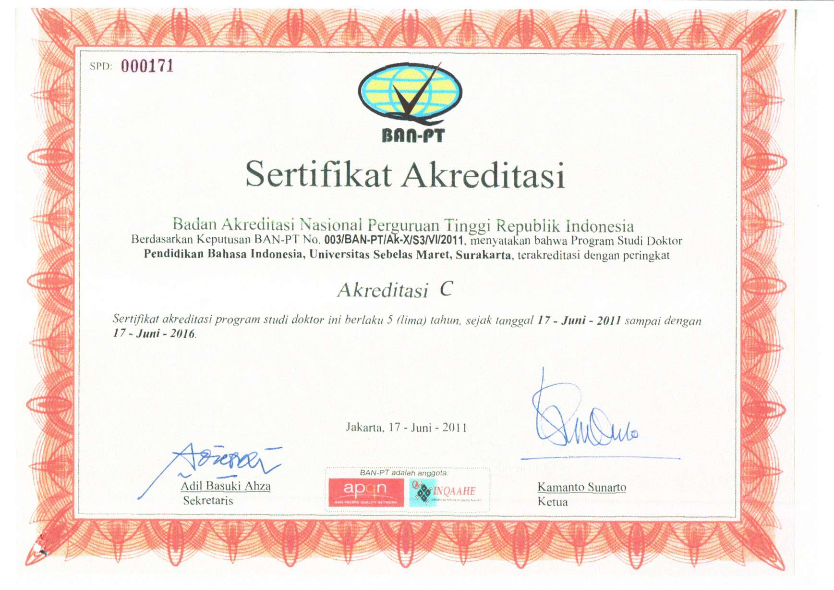 SPD: 000171
BAN-PT
Sertifikat Akreditasi
Badan Akreditasi Nasional Perguruan Tinggi Republik Indonesia
Berdasarkan Keputusan BAN-PT No. 003/BAN-PT/Ak-X/S3/VI/2011, menyatakan bahwa Program Studi Doktor
Pendidikan Bahasa Indonesia, Universitas Sebelas Maret, Surakarta, terakreditasi dengan peringkat
Akreditasi C
Sertifikat akreditasi program studi doktor ini berlaku 5 (lima) tahun, sejak tanggal 17 - Juni - 2011 sampai dengan
17 - Juni - 2016.
Jakarta, 17 - Juni - 2011
Adil Basuki Ahza
Sekretaris
BAN-PT adalah anggota:
apqn
ASIA-PACIFIC QUALITY NETWORK
INQAAHE
Kamanto Sunarto
Ketua